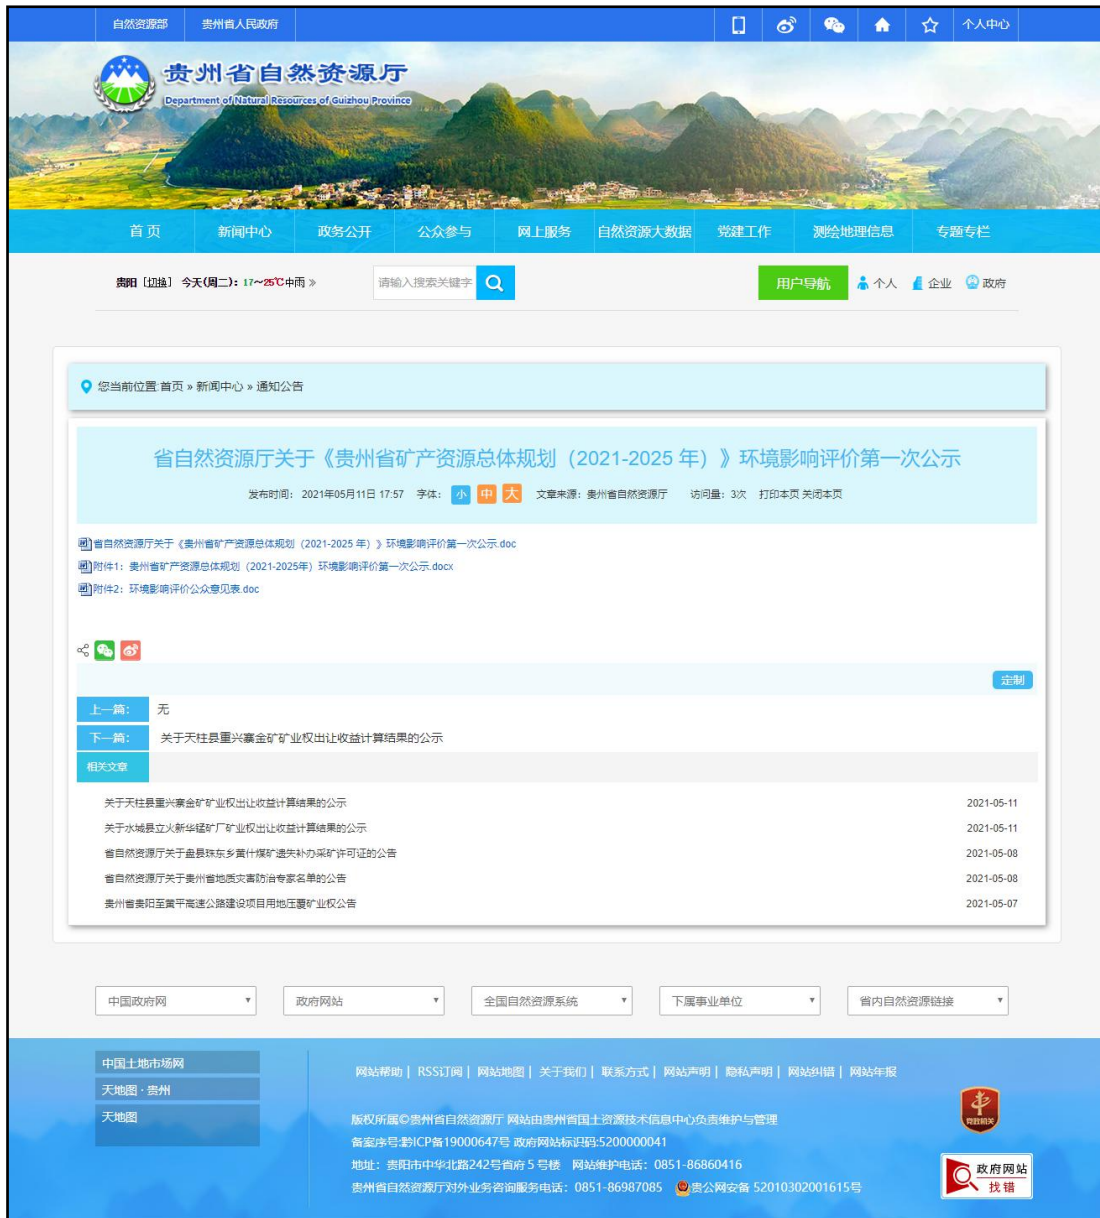 自然资源部 贵州省人民政府 个人中心
贵州省自然资源厅
Department of Natural Resources of Guizhou Province
首 页 新闻中心 政务公开 公众参与 网上服务 自然资源大数据 党建工作 测绘地理信息 专题专栏
贵阳 [切换] 今天(周二): 17～25℃中雨 » 请输入搜索关键字 用户导航 个人 企业 政府
您当前位置:首页 » 新闻中心 » 通知公告
省自然资源厅关于《贵州省矿产资源总体规划（2021-2025 年）》环境影响评价第一次公示
发布时间： 2021年05月11日 17:57 字体： 小 中 大 文章来源：贵州省自然资源厅 访问量：3次 打印本页 关闭本页
省自然资源厅关于《贵州省矿产资源总体规划（2021-2025 年）》环境影响评价第一次公示.doc
附件1：贵州省矿产资源总体规划（2021-2025年）环境影响评价第一次公示.docx
附件2：环境影响评价公众意见表.doc
定制
上一篇： 无
下一篇： 关于天柱县重兴寨金矿矿业权出让收益计算结果的公示
相关文章
关于天柱县重兴寨金矿矿业权出让收益计算结果的公示 2021-05-11
关于水城县立火新华锰矿厂矿业权出让收益计算结果的公示 2021-05-11
省自然资源厅关于盘县珠东乡黄什煤矿遗失补办采矿许可证的公告 2021-05-08
省自然资源厅关于贵州省地质灾害防治专家名单的公告 2021-05-08
贵州省贵阳至黄平高速公路建设项目用地压覆矿业权公告 2021-05-07
中国政府网 政府网站 全国自然资源系统 下属事业单位 省内自然资源链接
中国土地市场网
天地图 · 贵州
天地图
网站帮助 | RSS订阅 | 网站地图 | 关于我们 | 联系方式 | 网站声明 | 隐私声明 | 网站纠错 | 网站年报
版权所属©贵州省自然资源厅 网站由贵州省国土资源技术信息中心负责维护与管理
备案序号:黔ICP备19000647号 政府网站标识码:5200000041
地址：贵阳市中华北路242号省府 5 号楼 网站维护电话：0851-86860416
贵州省自然资源厅对外业务咨询服务电话：0851-86987085 贵公网安备 52010302001615号
党政机关
政府网站
找错